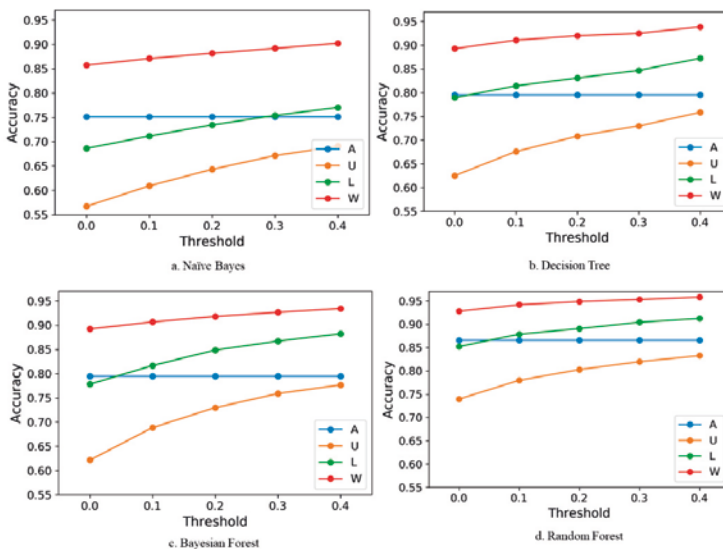 0.95
0.90
0.85
0.80
0.75
0.70
0.65
0.60
0.55
Accuracy
A
U
L
W
0.0 0.1 0.2 0.3 0.4
Threshold
a. Naïve Bayes
0.95
0.90
0.85
0.80
0.75
0.70
0.65
0.60
0.55
Accuracy
A
U
L
W
0.0 0.1 0.2 0.3 0.4
Threshold
b. Decision Tree
0.95
0.90
0.85
0.80
0.75
0.70
0.65
0.60
0.55
Accuracy
A
U
L
W
0.0 0.1 0.2 0.3 0.4
Threshold
c. Bayesian Forest
0.95
0.90
0.85
0.80
0.75
0.70
0.65
0.60
0.55
Accuracy
A
U
L
W
0.0 0.1 0.2 0.3 0.4
Threshold
d. Random Forest